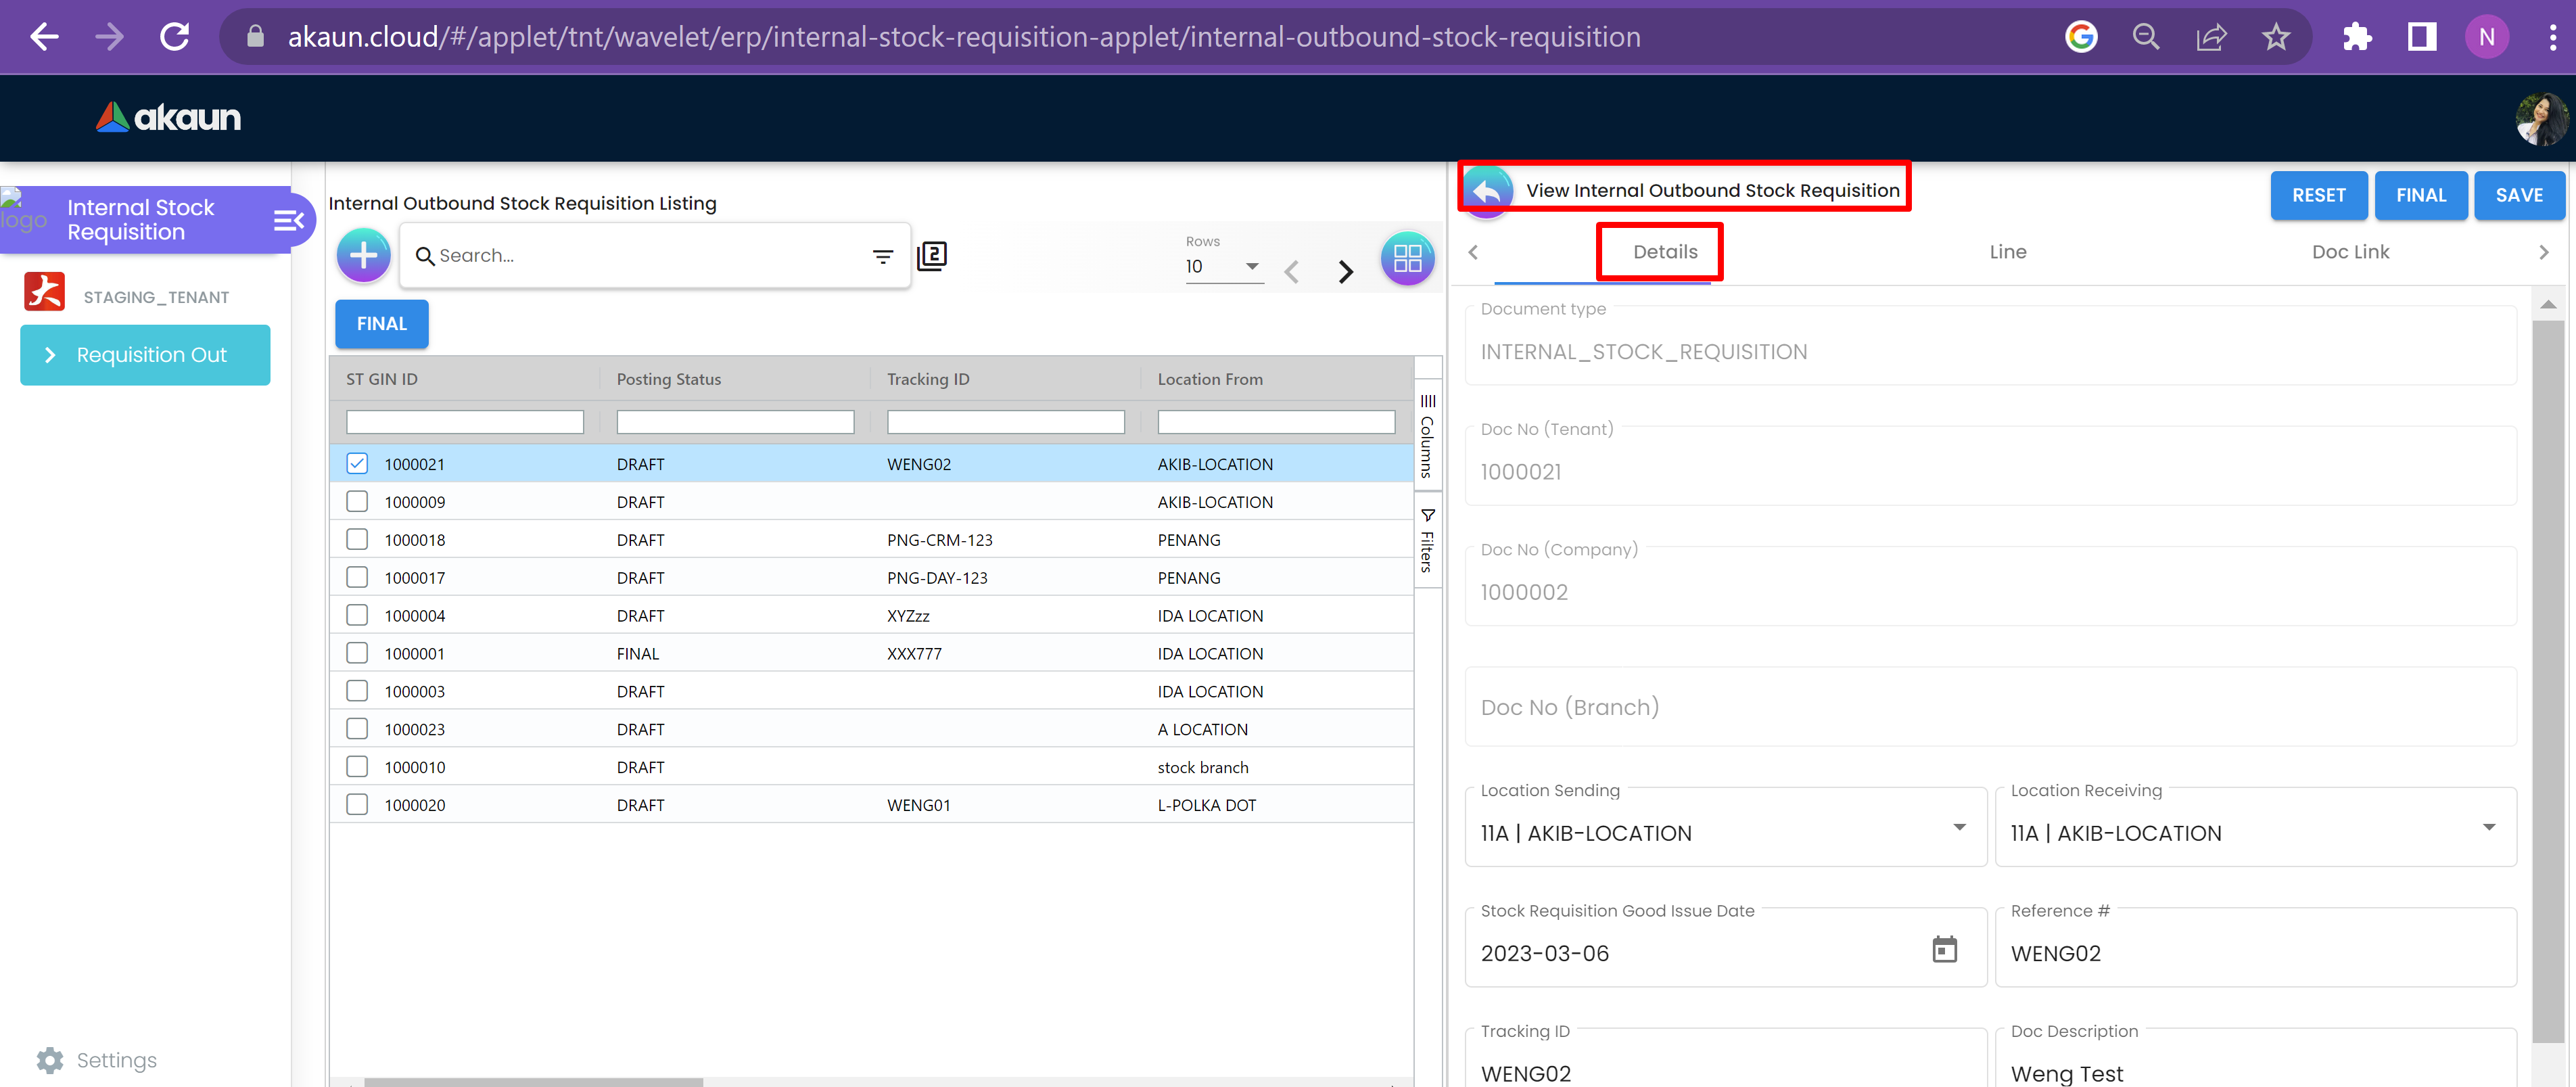 akaun.cloud/#/applet/tnt/wavelet/erp/internal-stock-requisition-applet/internal-outbound-stock-requisition
N
akaun
logo
Internal Stock
Requisition
STAGING_TENANT
Requisition Out
Settings
Internal Outbound Stock Requisition Listing
Search...
2
Rows
10
FINAL
ST GIN ID Posting Status Tracking ID Location From
1000021 DRAFT WENG02 AKIB-LOCATION
1000009 DRAFT AKIB-LOCATION
1000018 DRAFT PNG-CRM-123 PENANG
1000017 DRAFT PNG-DAY-123 PENANG
1000004 DRAFT XYZzz IDA LOCATION
1000001 FINAL XXX777 IDA LOCATION
1000003 DRAFT IDA LOCATION
1000023 DRAFT A LOCATION
1000010 DRAFT stock branch
1000020 DRAFT WENG01 L-POLKA DOT
Columns
Filters
View Internal Outbound Stock Requisition
RESET FINAL SAVE
Details Line Doc Link
Document type
INTERNAL_STOCK_REQUISITION
Doc No (Tenant)
1000021
Doc No (Company)
1000002
Doc No (Branch)
Location Sending Location Receiving
11A | AKIB-LOCATION 11A | AKIB-LOCATION
Stock Requisition Good Issue Date Reference #
2023-03-06 WENG02
Tracking ID Doc Description
WENG02 Weng Test